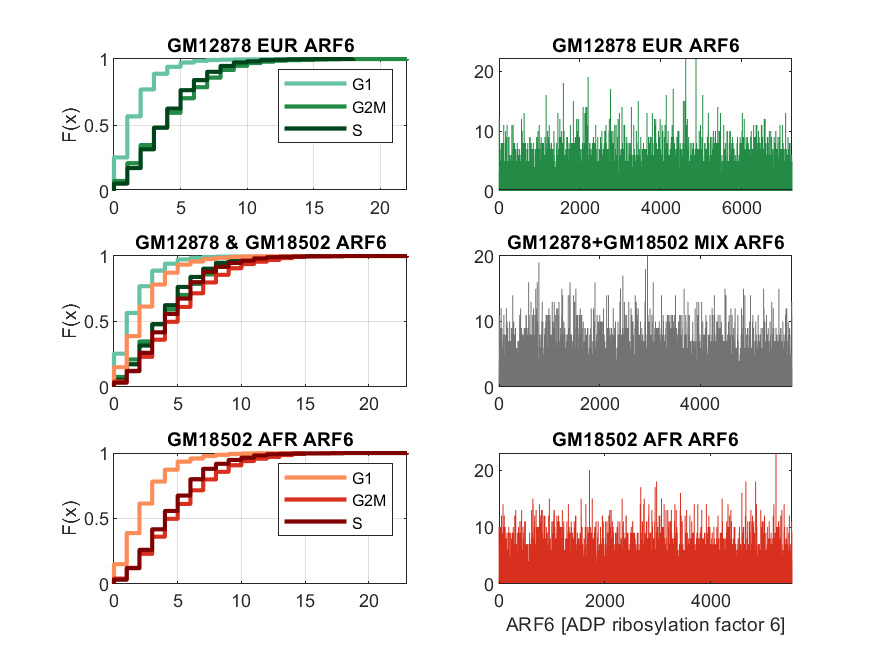 GM12878 EUR ARF6
F(x)
1
0.5
0
0 5 10 15 20
G1
G2M
S
GM12878 EUR ARF6
20
10
0
0 2000 4000 6000
GM12878 & GM18502 ARF6
F(x)
1
0.5
0
0 5 10 15 20
GM12878+GM18502 MIX ARF6
20
10
0
0 2000 4000
GM18502 AFR ARF6
F(x)
1
0.5
0
0 5 10 15 20
G1
G2M
S
GM18502 AFR ARF6
20
10
0
0 2000 4000
ARF6 [ADP ribosylation factor 6]